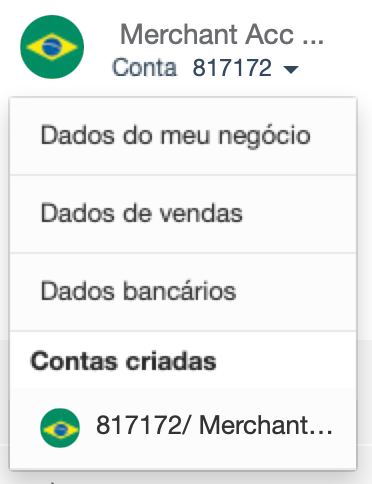 Merchant Acc ...
Conta 817172
Dados do meu negócio
Dados de vendas
Dados bancários
Contas criadas
817172/ Merchant...